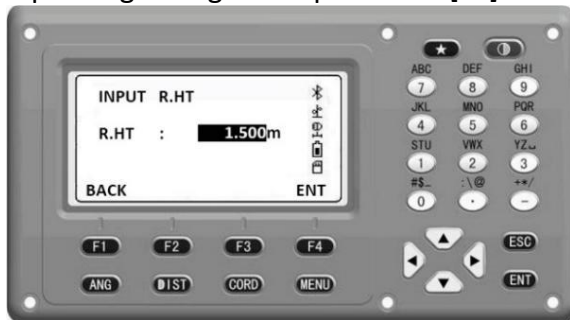 INPUT R.HT
R.HT : 1.500m
BACK ENT
F1 F2 F3 F4
ANG DIST CORD MENU
ABC DEF GHI
7 8 9
JKL MNO PQR
4 5 6
STU VWX YZ␣
1 2 3
#$_ :\@ +*/
0 . -
ESC
ENT